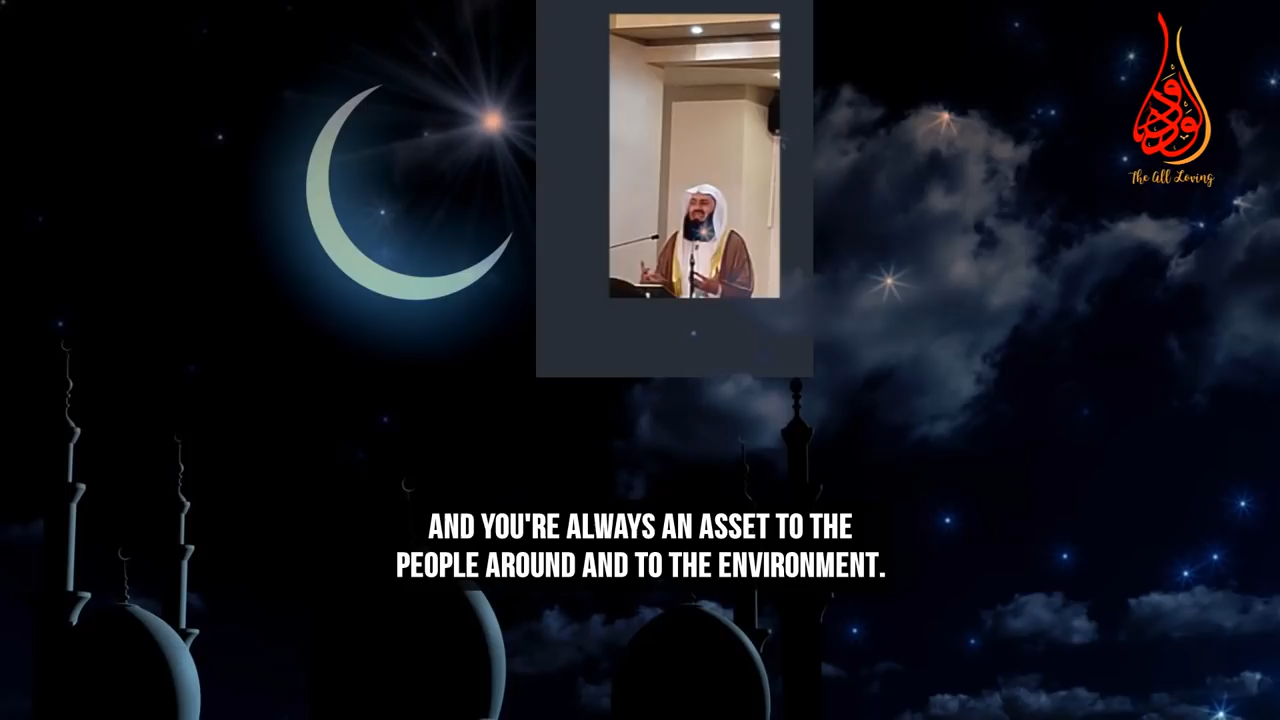 The All Loving
AND YOU'RE ALWAYS AN ASSET TO THE
PEOPLE AROUND AND TO THE ENVIRONMENT.